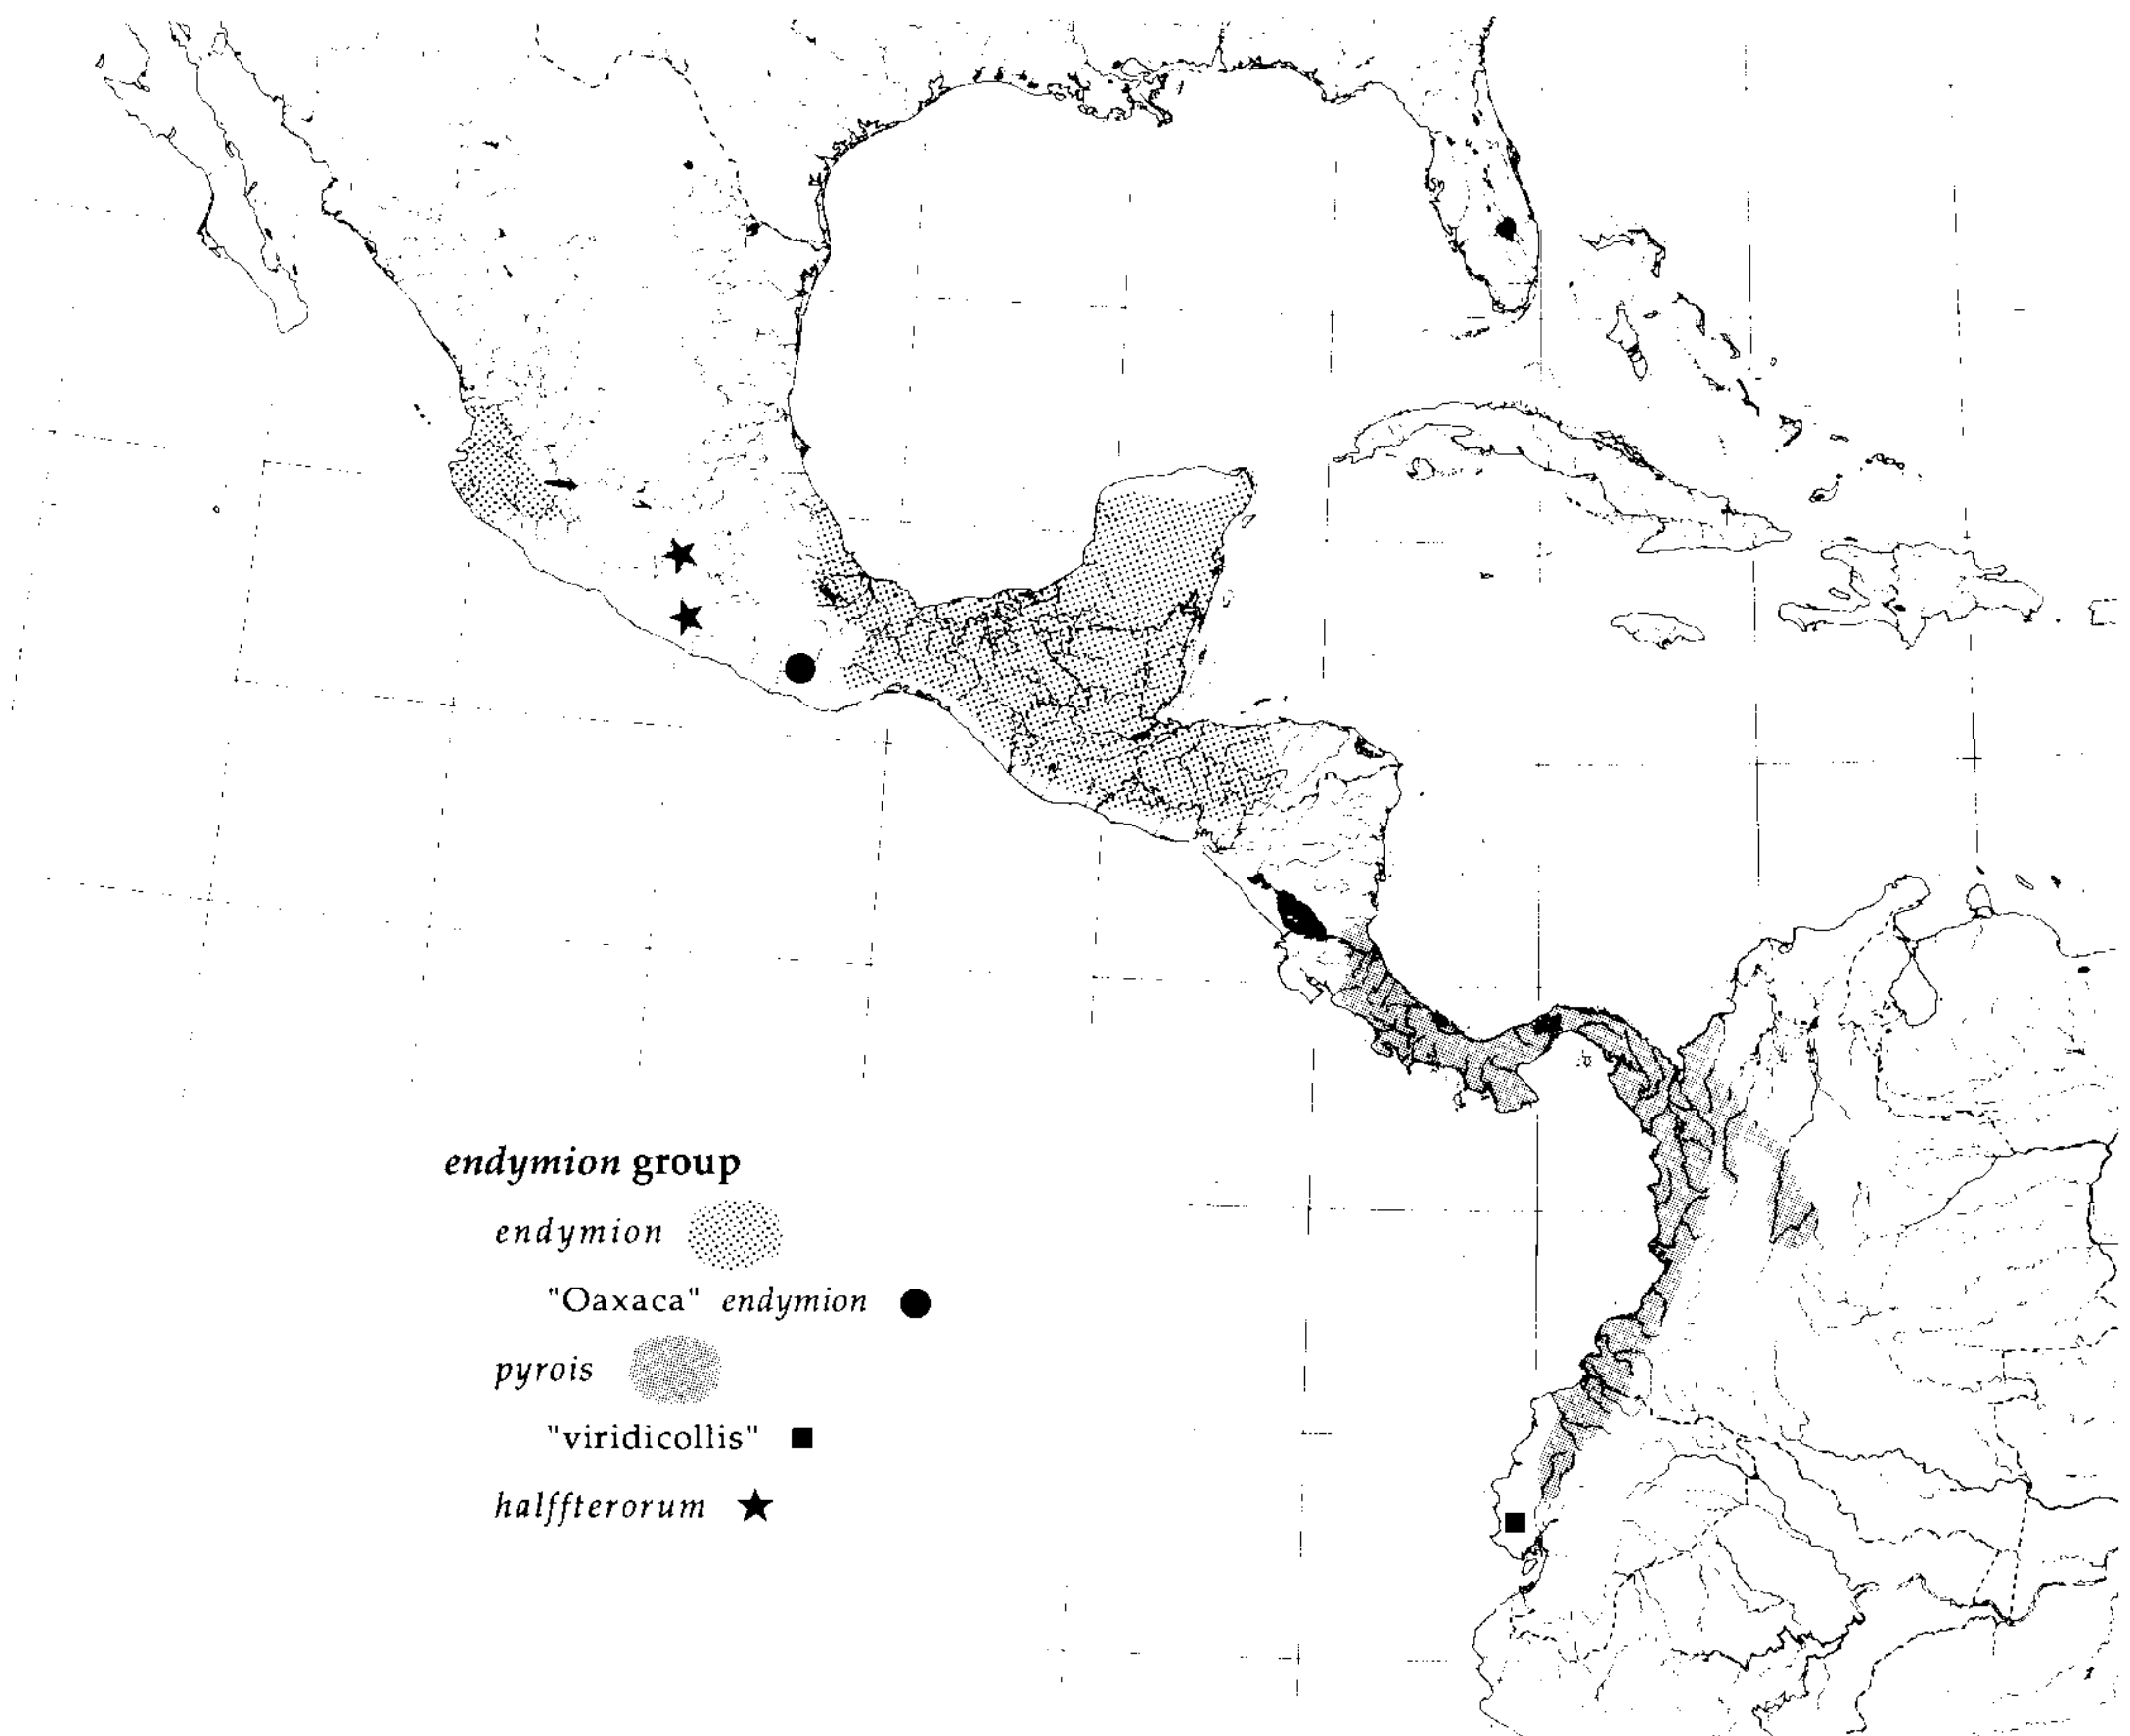 endymion group
endymion
"Oaxaca" endymion
pyrois
"viridicollis"
halffterorum